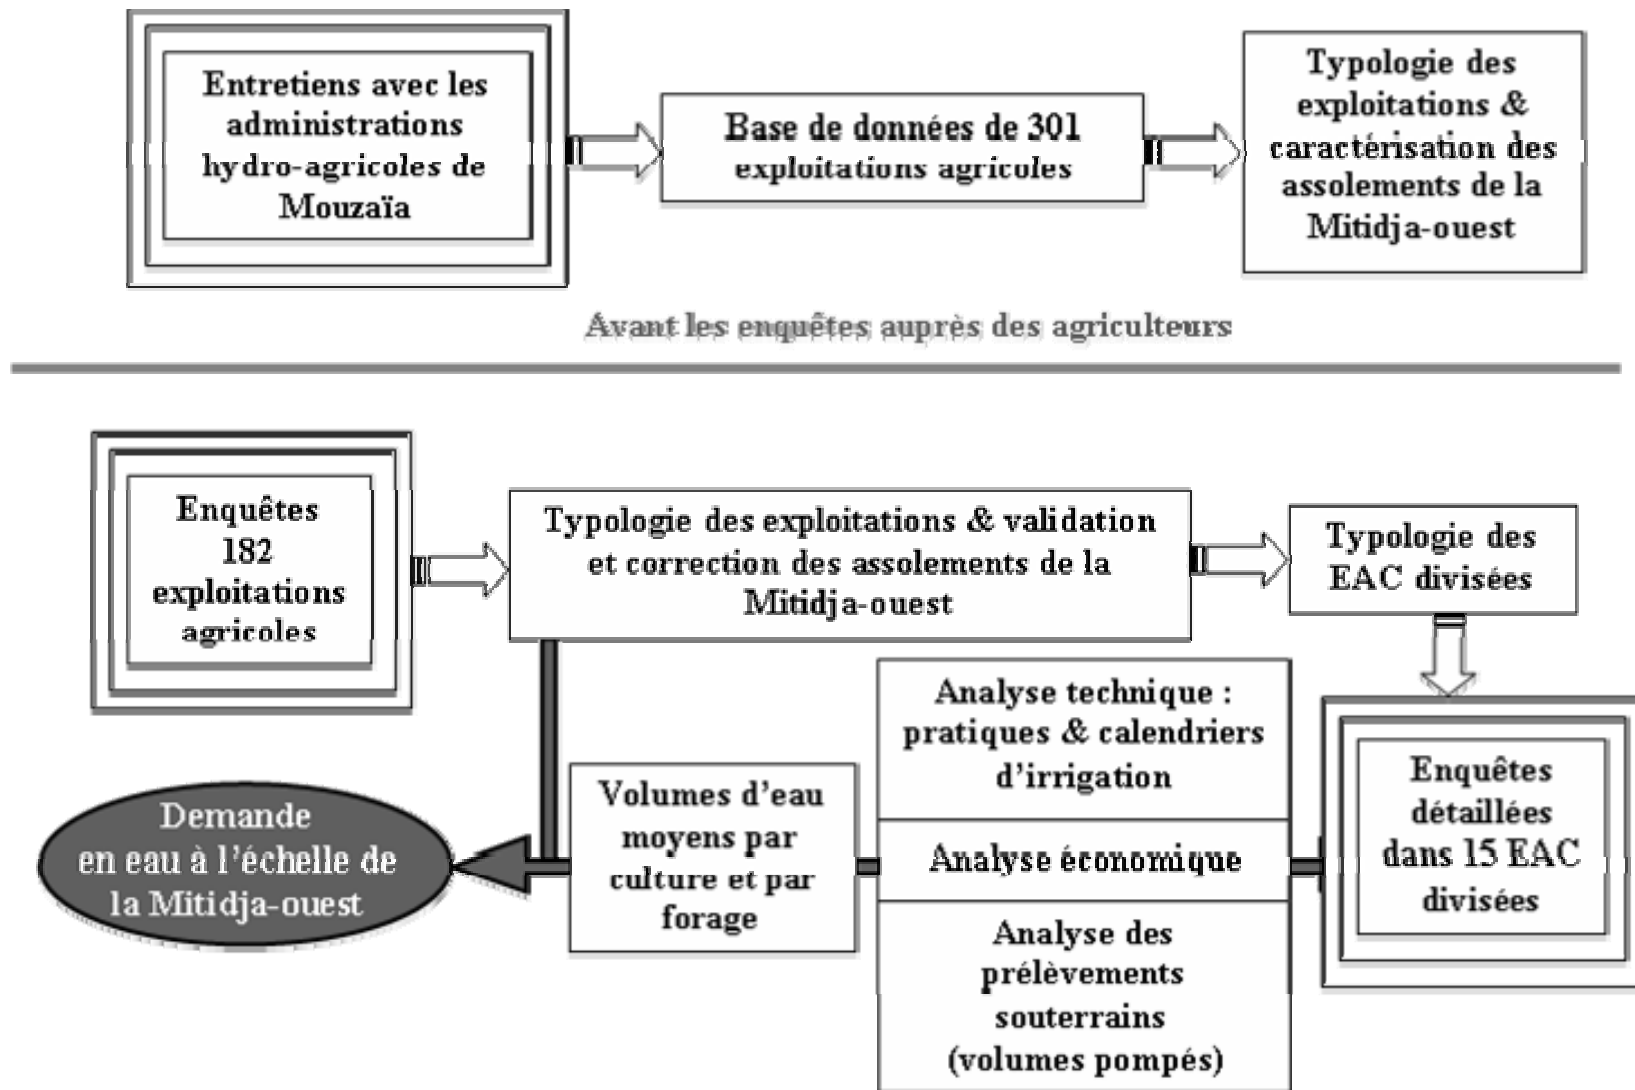 Entretiens avec les
administrations
hydro-agricoles de
Mouzaïa
Base de données de 301
exploitations agricoles
Typologie des
exploitations &
caractérisation des
assolements de la
Mitidja-ouest
Avant les enquêtes auprès des agriculteurs
Enquêtes
182
exploitations
agricoles
Typologie des exploitations & validation
et correction des assolements de la
Mitidja-ouest
Typologie des
EAC divisées
Enquêtes
détaillées
dans 15 EAC
divisées
Analyse technique :
pratiques & calendriers
d'irrigation
Analyse économique
Analyse des
prélèvements
souterrains
(volumes pompés)
Volumes d'eau
moyens par
culture et par
forage
Demande
en eau à l'échelle de
la Mitidja-ouest